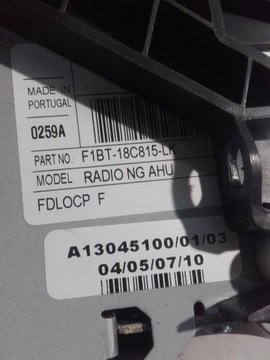 MADE IN
PORTUGAL
0259A
PART NO: F1BT-18C815-LK
MODEL RADIO NG AHU
FDLOCP F
A13045100/01/03
04/05/07/10